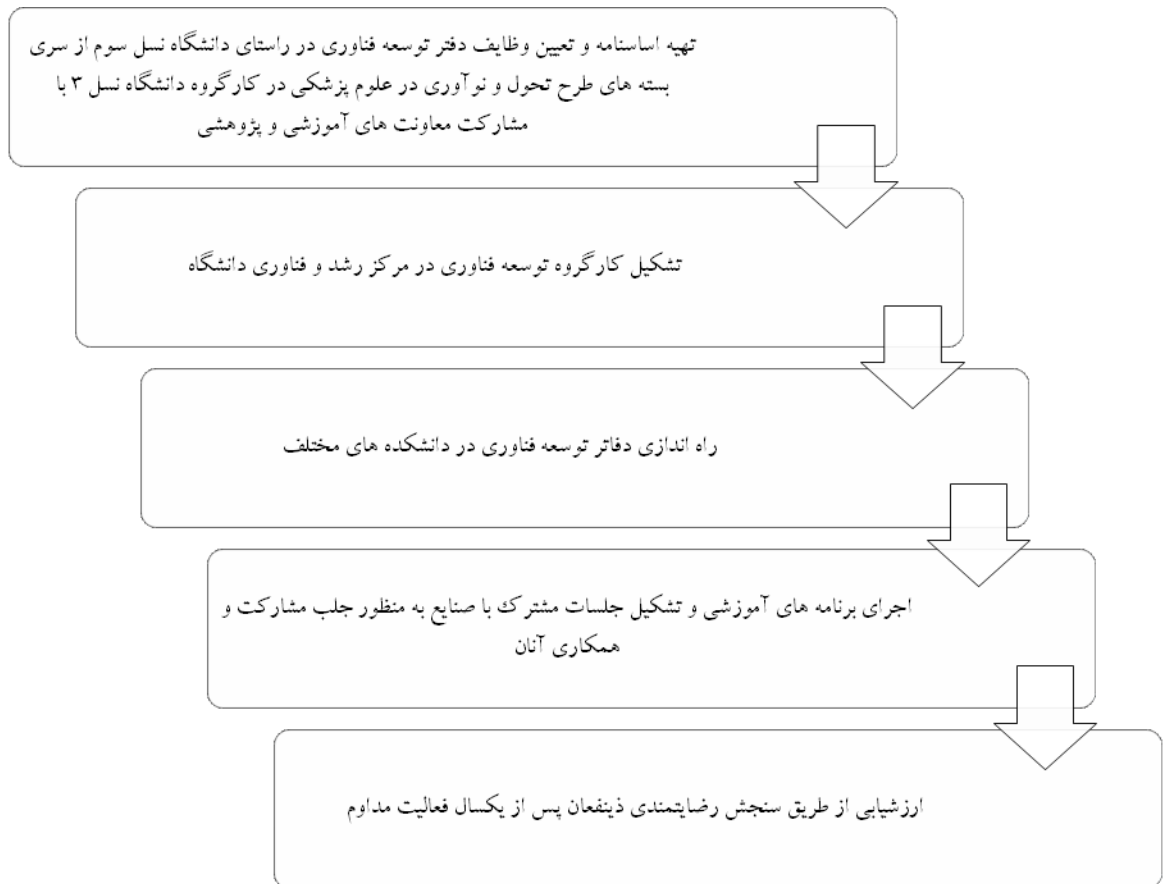 تهیه اساسنامه و تعیین وظایف دفتر توسعه فناوری در راستای دانشگاه نسل سوم از سری
بسته های طرح تحول و نوآوری در علوم پزشکی در کارگروه دانشگاه نسل ۳ با
مشارکت معاونت های آموزشی و پژوهشی
تشکیل کارگروه توسعه فناوری در مرکز رشد و فناوری دانشگاه
راه اندازی دفاتر توسعه فناوری در دانشکده های مختلف
اجرای برنامه های آموزشی و تشکیل جلسات مشترک با صنایع به منظور جلب مشارکت و
همکاری آنان
ارزشیابی از طریق سنجش رضایتمندی ذینفعان پس از یکسال فعالیت مداوم